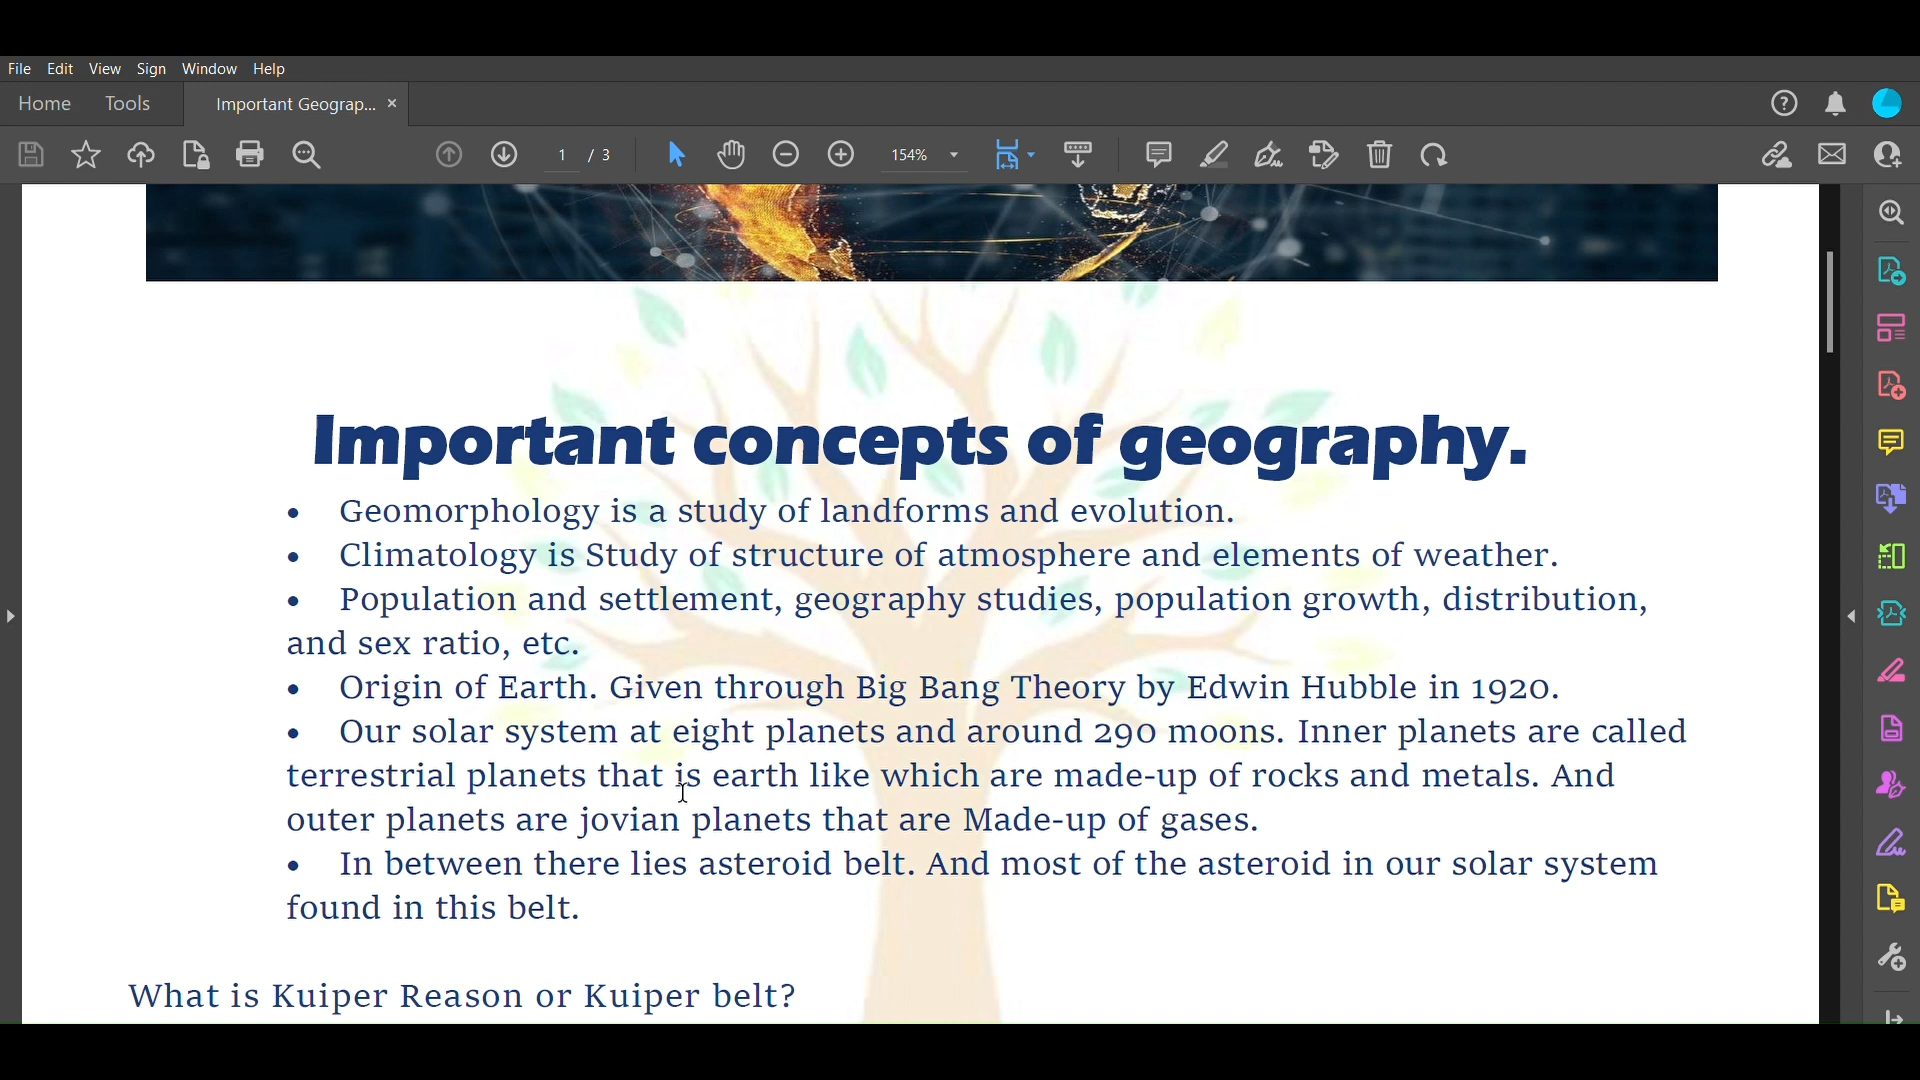 File Edit View Sign Window Help
Home Tools Important Geograp... ×
1 / 3 154%
Important concepts of geography.
• Geomorphology is a study of landforms and evolution.
• Climatology is Study of structure of atmosphere and elements of weather.
• Population and settlement, geography studies, population growth, distribution,
and sex ratio, etc.
• Origin of Earth. Given through Big Bang Theory by Edwin Hubble in 1920.
• Our solar system at eight planets and around 290 moons. Inner planets are called
terrestrial planets that is earth like which are made-up of rocks and metals. And
outer planets are jovian planets that are Made-up of gases.
• In between there lies asteroid belt. And most of the asteroid in our solar system
found in this belt.
What is Kuiper Reason or Kuiper belt?